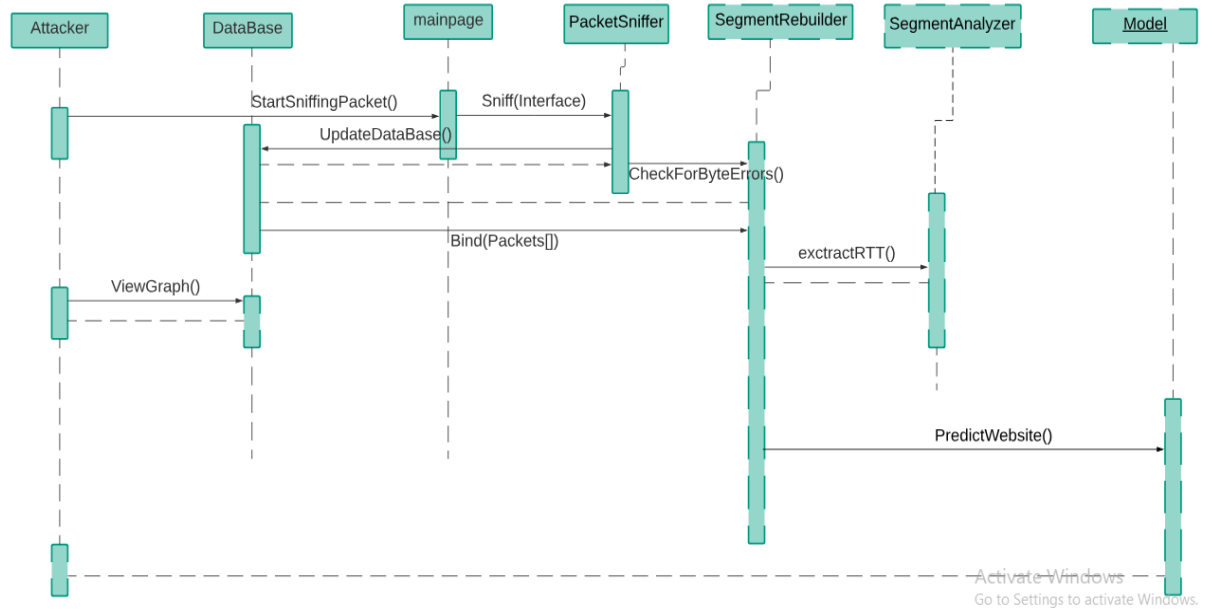 Attacker
DataBase
mainpage
PacketSniffer
SegmentRebuilder
SegmentAnalyzer
Model
StartSniffingPacket()
Sniff(Interface)
UpdateDataBase()
CheckForByteErrors()
Bind(Packets[])
exctractRTT()
ViewGraph()
PredictWebsite()
Activate Windows
Go to Settings to activate Windows.